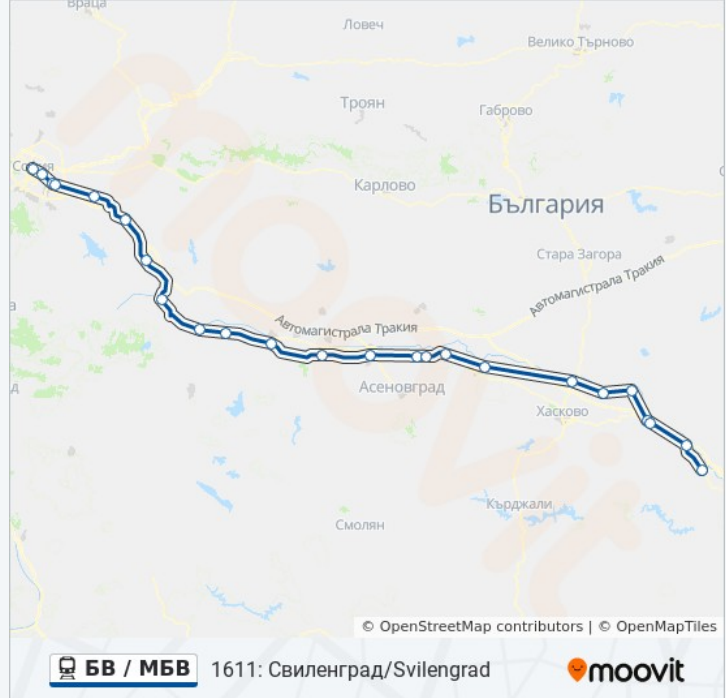 Враца
Ловеч
Велико Търново
Троян
Габрово
София
Карлово
България
Стара Загора
Автомагистрала Тракия
Автомагистрала Тракия
Асеновград
Хасково
Кърджали
Смолян
moovit
© OpenStreetMap contributors | © OpenMapTiles
БВ / МБВ 1611: Свиленград/Svilengrad moovit